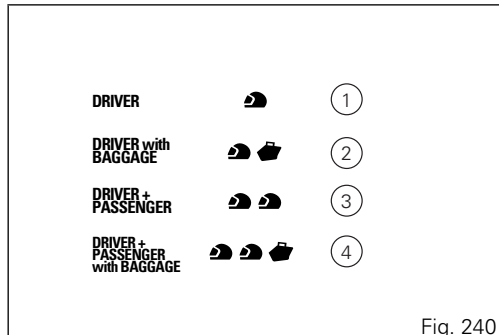 DRIVER 1
DRIVER with
BAGGAGE 2
DRIVER +
PASSENGER 3
DRIVER +
PASSENGER
with BAGGAGE 4
Fig. 240